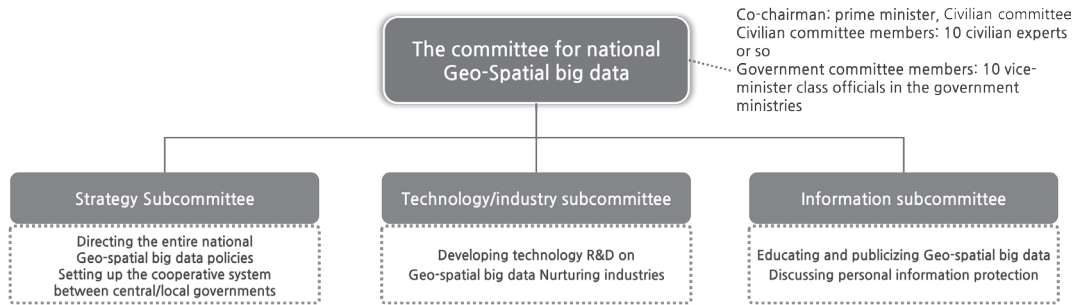 The committee for national
Geo-Spatial big data
Co-chairman: prime minister, Civilian committee
Civilian committee members: 10 civilian experts
or so
Government committee members: 10 vice-
minister class officials in the government
ministries
Strategy Subcommittee
Directing the entire national
Geo-spatial big data policies
Setting up the cooperative system
between central/local governments
Technology/industry subcommittee
Developing technology R&D on
Geo-spatial big data Nurturing industries
Information subcommittee
Educating and publicizing Geo-spatial big data
Discussing personal information protection